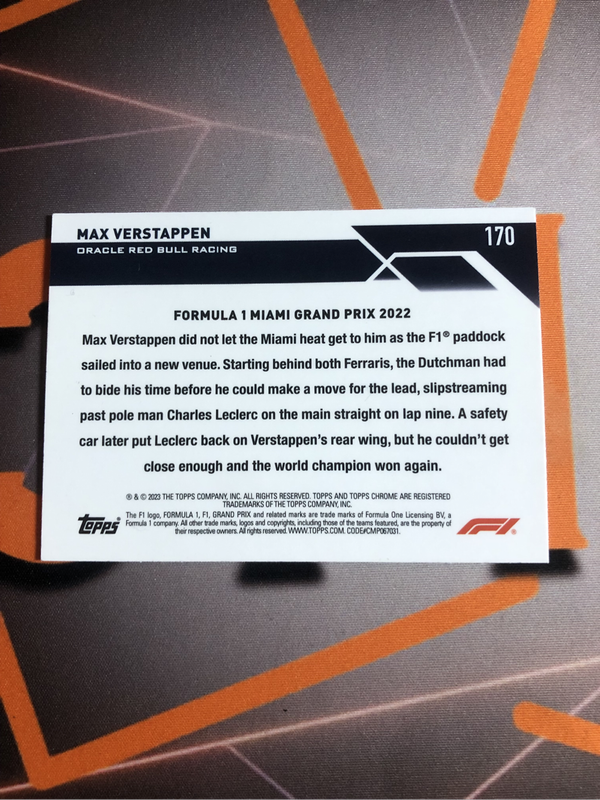 MAX VERSTAPPEN
ORACLE RED BULL RACING
170
FORMULA 1 MIAMI GRAND PRIX 2022
Max Verstappen did not let the Miami heat get to him as the F1® paddock
sailed into a new venue. Starting behind both Ferraris, the Dutchman had
to bide his time before he could make a move for the lead, slipstreaming
past pole man Charles Leclerc on the main straight on lap nine. A safety
car later put Leclerc back on Verstappen's rear wing, but he couldn't get
close enough and the world champion won again.
® & © 2023 THE TOPPS COMPANY, INC. ALL RIGHTS RESERVED. TOPPS AND TOPPS CHROME ARE REGISTERED
TRADEMARKS OF THE TOPPS COMPANY, INC.
The F1 logo, FORMULA 1, F1, GRAND PRIX and related marks are trade marks of Formula One Licensing BV, a
Formula 1 company. All other trade marks, logos and copyrights, including those of the teams featured, are the property of
their respective owners. All rights reserved. WWW.TOPPS.COM. CODE#CMP067031.
Topps®
F1®